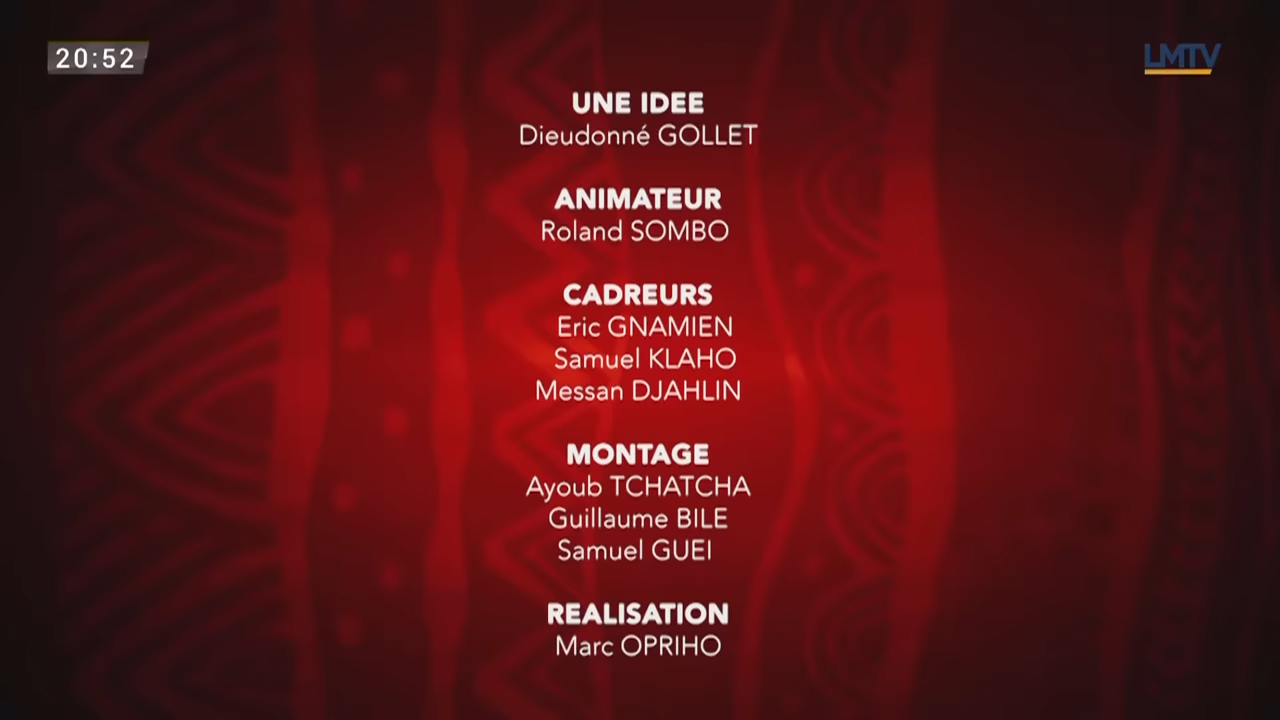 20:52
LMTV
UNE IDEE
Dieudonné GOLLET
ANIMATEUR
Roland SOMBO
CADREURS
Eric GNAMIEN
Samuel KLAHO
Messan DJAHLIN
MONTAGE
Ayoub TCHATCHA
Guillaume BILE
Samuel GUEI
REALISATION
Marc OPRIHO